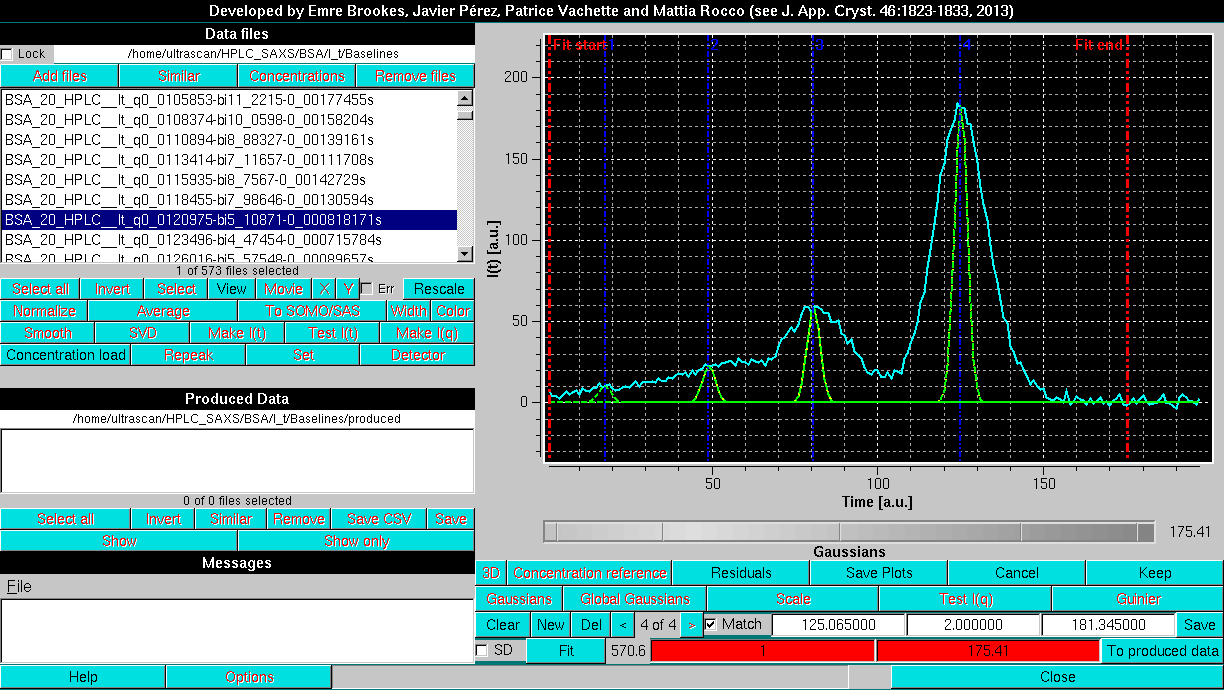 Developed by Emre Brookes, Javier Pérez, Patrice Vachette and Mattia Rocco (see J. App. Cryst. 46:1823-1833, 2013)
Data files
Lock /home/ultrascan/HPLC_SAXS/BSA/I_t/Baselines
Add files Similar Concentrations Remove files
BSA_20_HPLC__It_q0_0105853-bi11_2215-0_00177455s
BSA_20_HPLC__It_q0_0108374-bi10_0598-0_00158204s
BSA_20_HPLC__It_q0_0110894-bi8_88327-0_00139161s
BSA_20_HPLC__It_q0_0113414-bi7_11657-0_00111708s
BSA_20_HPLC__It_q0_0115935-bi8_7567-0_00142729s
BSA_20_HPLC__It_q0_0118455-bi7_98646-0_00130594s
BSA_20_HPLC__It_q0_0120975-bi5_10871-0_000818171s
BSA_20_HPLC__It_q0_0123496-bi4_47454-0_000715784s
BSA_20_HPLC__It_q0_0126016-bi5_57548-0_00089657s
1 of 573 files selected
Select all Invert Select View Movie X Y Err Rescale
Normalize Average To SOMO/SAS Width Color
Smooth SVD Make I(t) Test I(t) Make I(q)
Concentration load Repeak Set Detector
Produced Data
/home/ultrascan/HPLC_SAXS/BSA/I_t/Baselines/produced
0 of 0 files selected
Select all Invert Similar Remove Save CSV Save
Show Show only
Messages
File
Help Options
Fit start 1 2 3 4 Fit end
200
150
100
50
0
I(t) [a.u.]
50 100 150
Time [a.u.]
175.41
Gaussians
3D Concentration reference Residuals Save Plots Cancel Keep
Gaussians Global Gaussians Scale Test I(q) Guinier
Clear New Del < 4 of 4 > Match 125.065000 2.000000 181.345000 Save
SD Fit 570.6 1 175.41 To produced data
Close